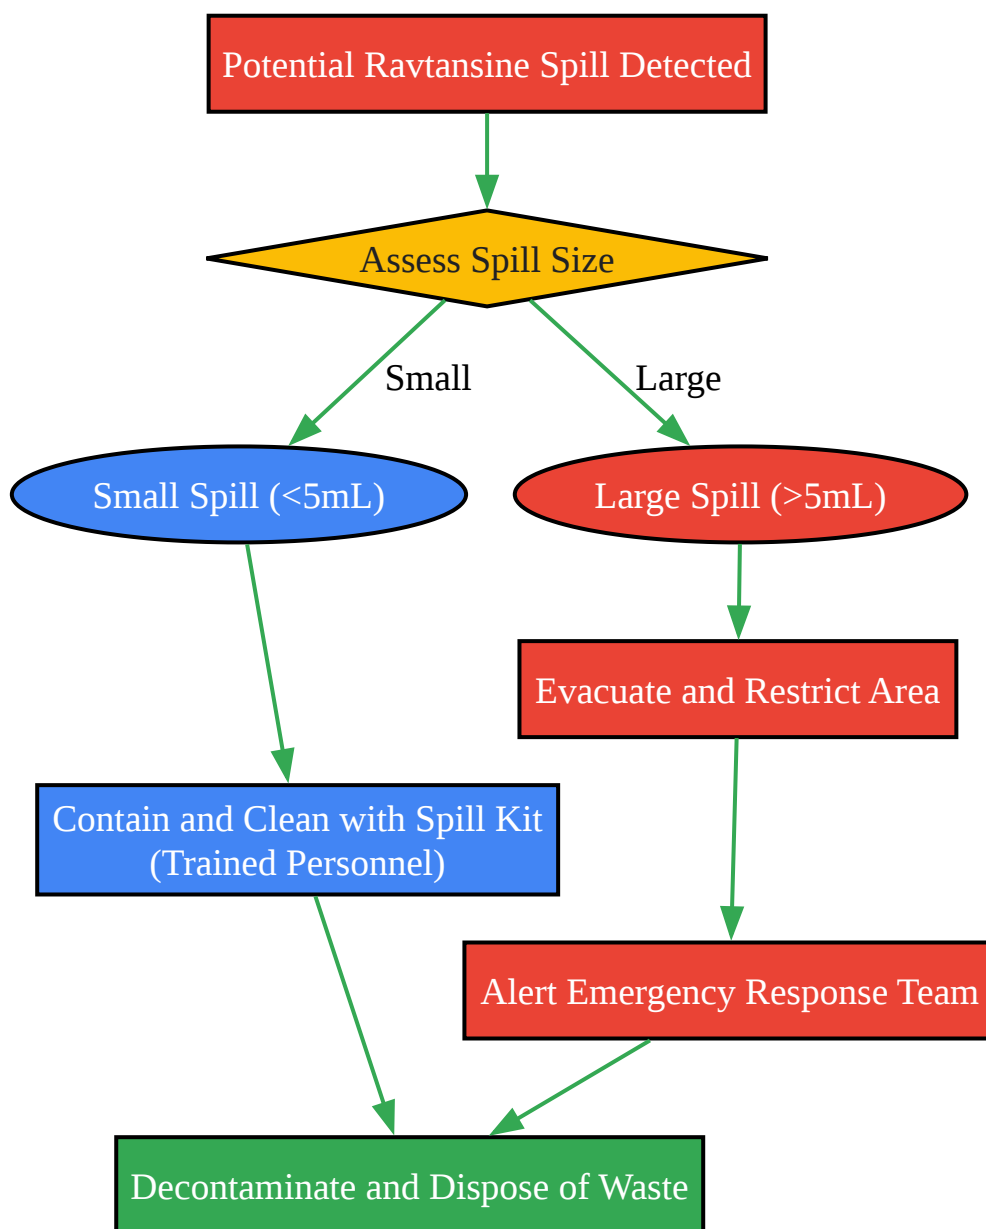 Potential Ravtansine Spill Detected
Assess Spill Size
Small
Large
Small Spill (<5mL)
Large Spill (>5mL)
Evacuate and Restrict Area
Contain and Clean with Spill Kit
(Trained Personnel)
Alert Emergency Response Team
Decontaminate and Dispose of Waste